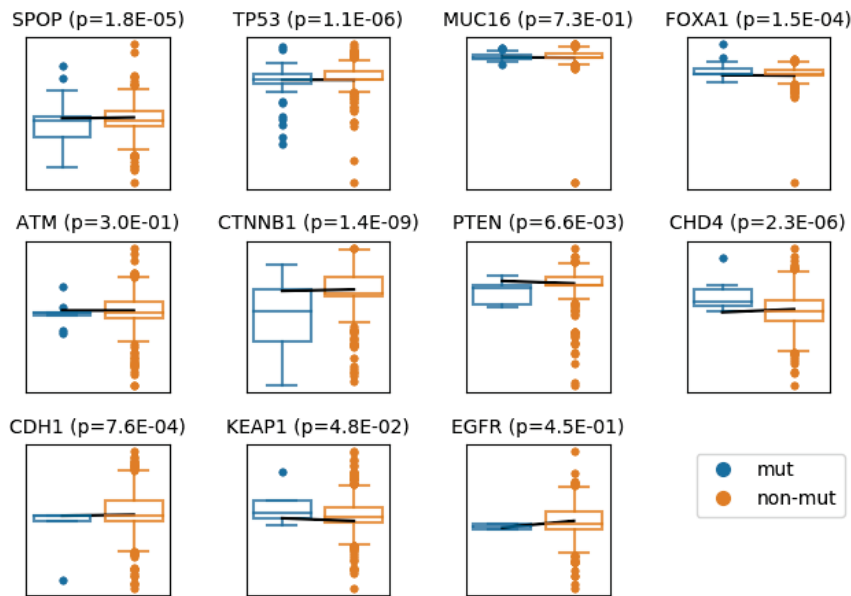 SPOP (p=1.8E-05)
TP53 (p=1.1E-06)
MUC16 (p=7.3E-01)
FOXA1 (p=1.5E-04)
ATM (p=3.0E-01)
CTNNB1 (p=1.4E-09)
PTEN (p=6.6E-03)
CHD4 (p=2.3E-06)
CDH1 (p=7.6E-04)
KEAP1 (p=4.8E-02)
EGFR (p=4.5E-01)
mut
non-mut